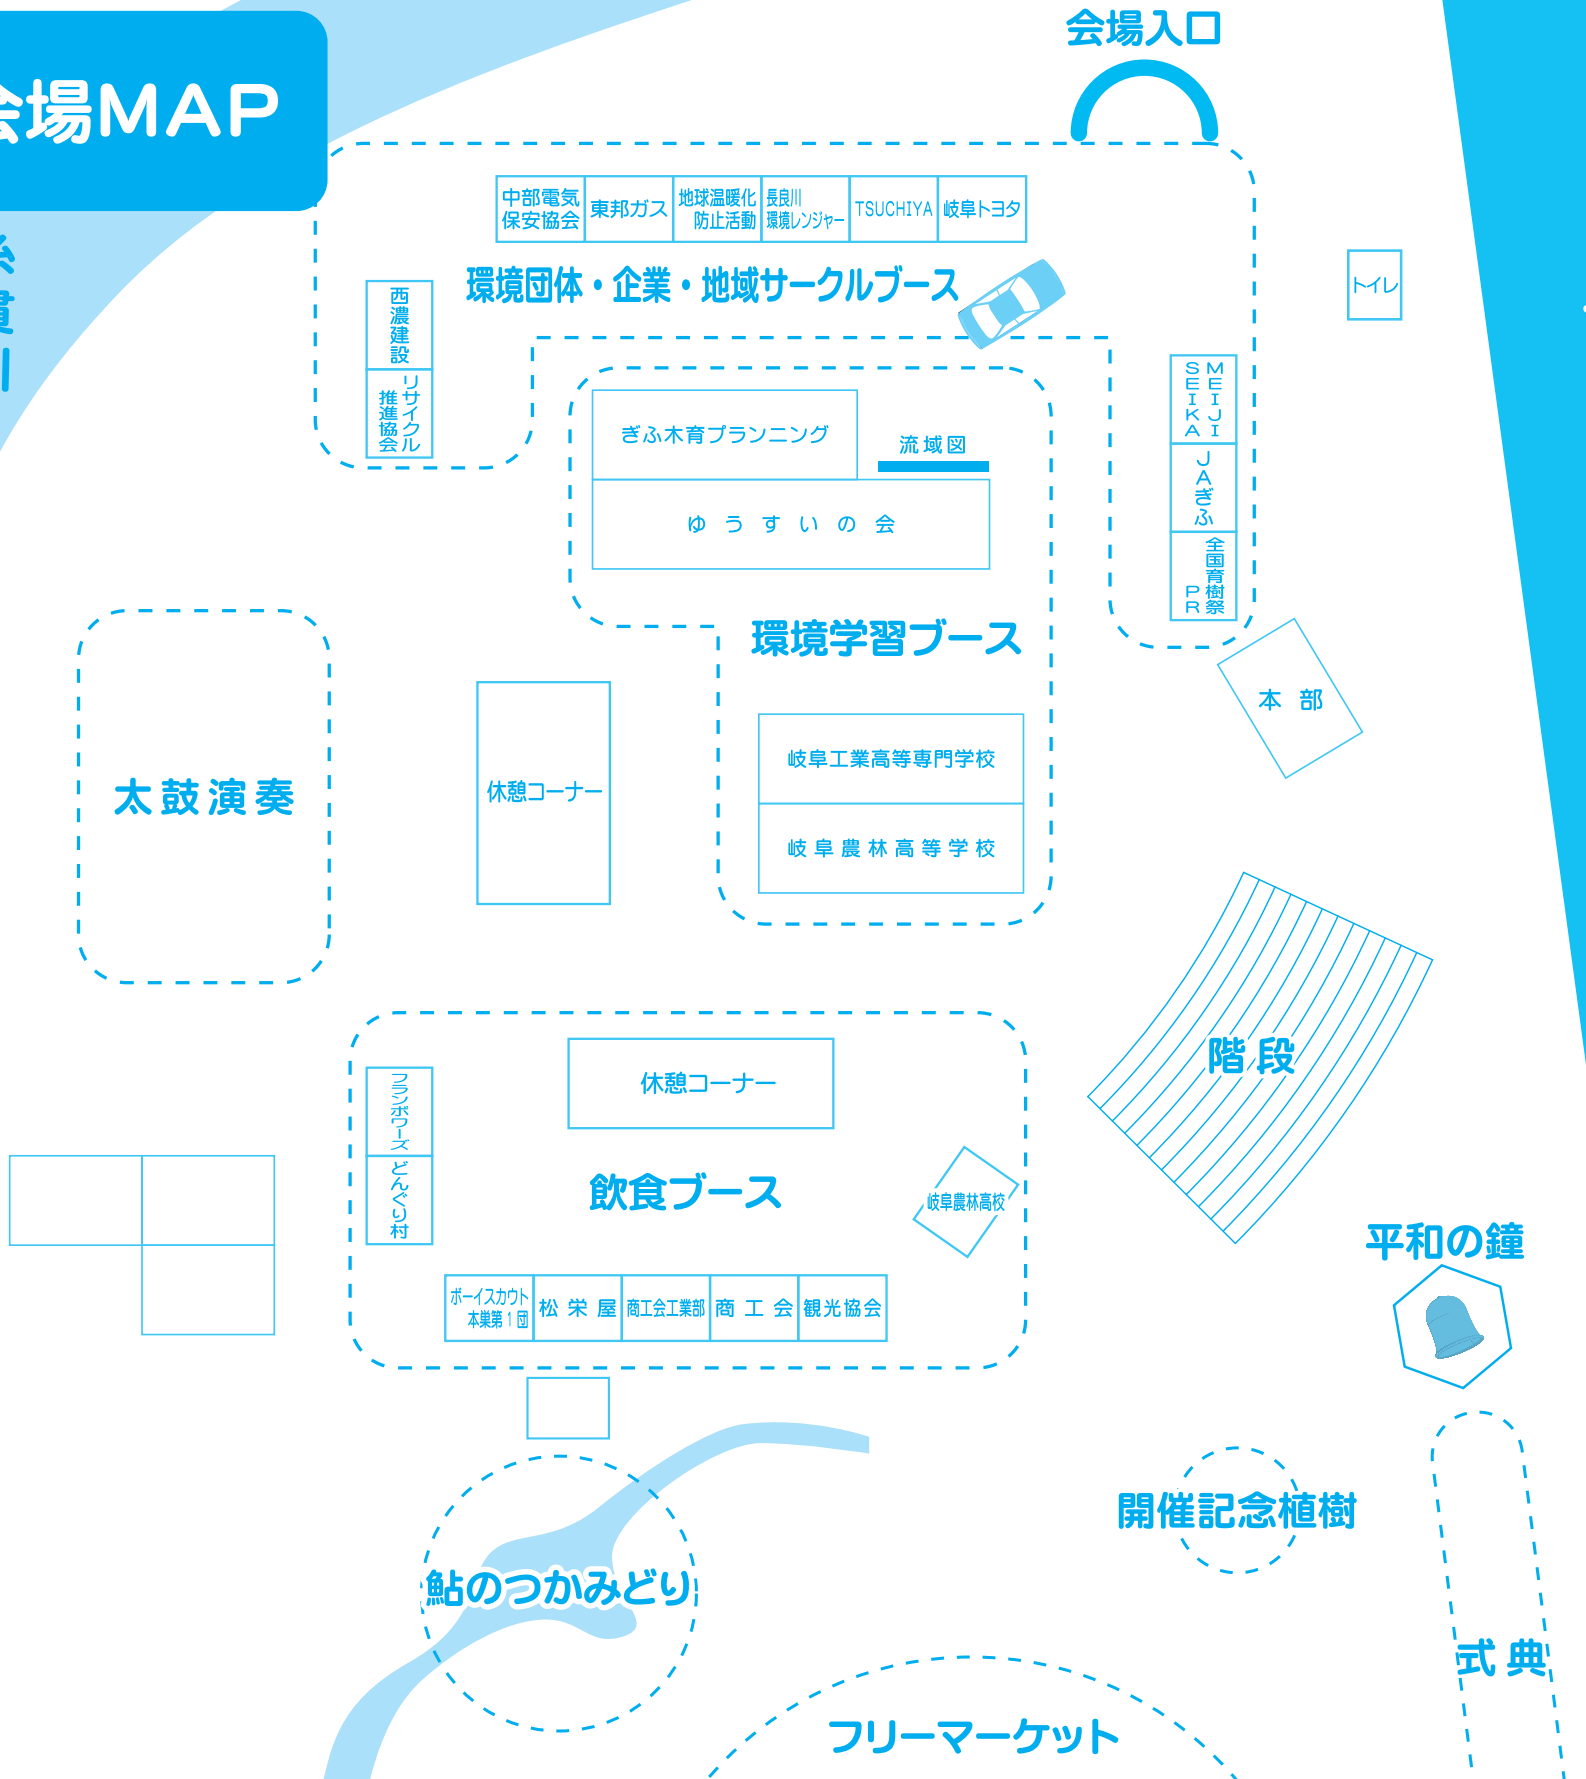 会場入口
会場MAP
中部電気
保安協会
東邦ガス
地球温暖化
防止活動
長良川
環境レンジャー
TSUCHIYA
岐阜トヨタ
環境団体・企業・地域サークルブース
トイレ
西濃建設
リサイクル
推進協会
MEIJI
SEIKA
JAぎふ
全国育樹祭
PR
ぎふ木育プランニング
流域図
ゆうすいの会
環境学習ブース
本部
岐阜工業高等専門学校
岐阜農林高等学校
休憩コーナー
太鼓演奏
階段
休憩コーナー
フランボワーズ
どんぐり村
飲食ブース
岐阜農林高校
ボーイスカウト
本巣第1団
松栄屋
商工会工業部
商工会
観光協会
平和の鐘
開催記念植樹
鮎のつかみどり
式典
フリーマーケット